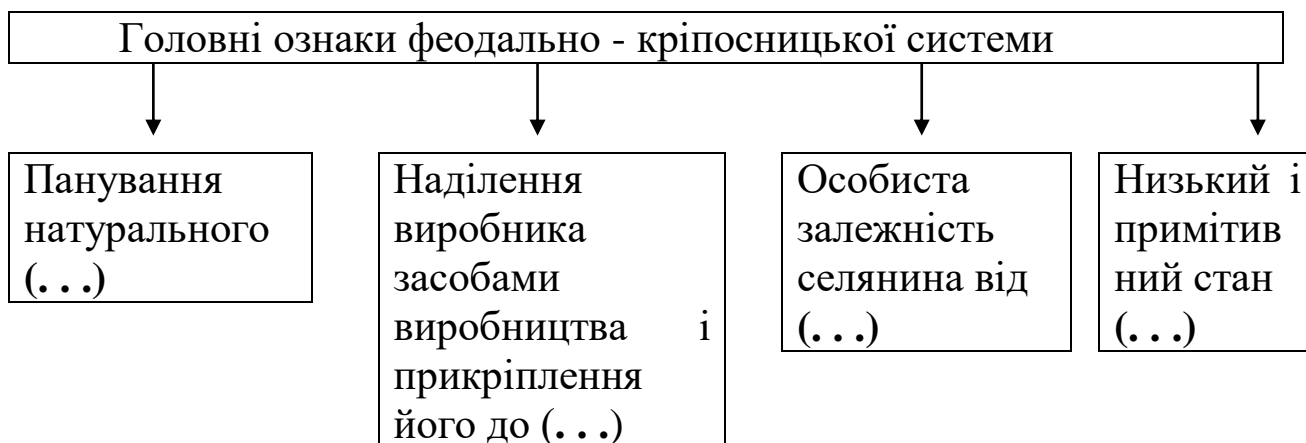 Головні ознаки феодально - кріпосницької системи
Панування
натурального
(. . .)
Наділення
виробника
засобами
виробництва і
прикріплення
його до (. . .)
Особиста
залежність
селянина від
(. . .)
Низький і
примітив
ний стан
(. . .)